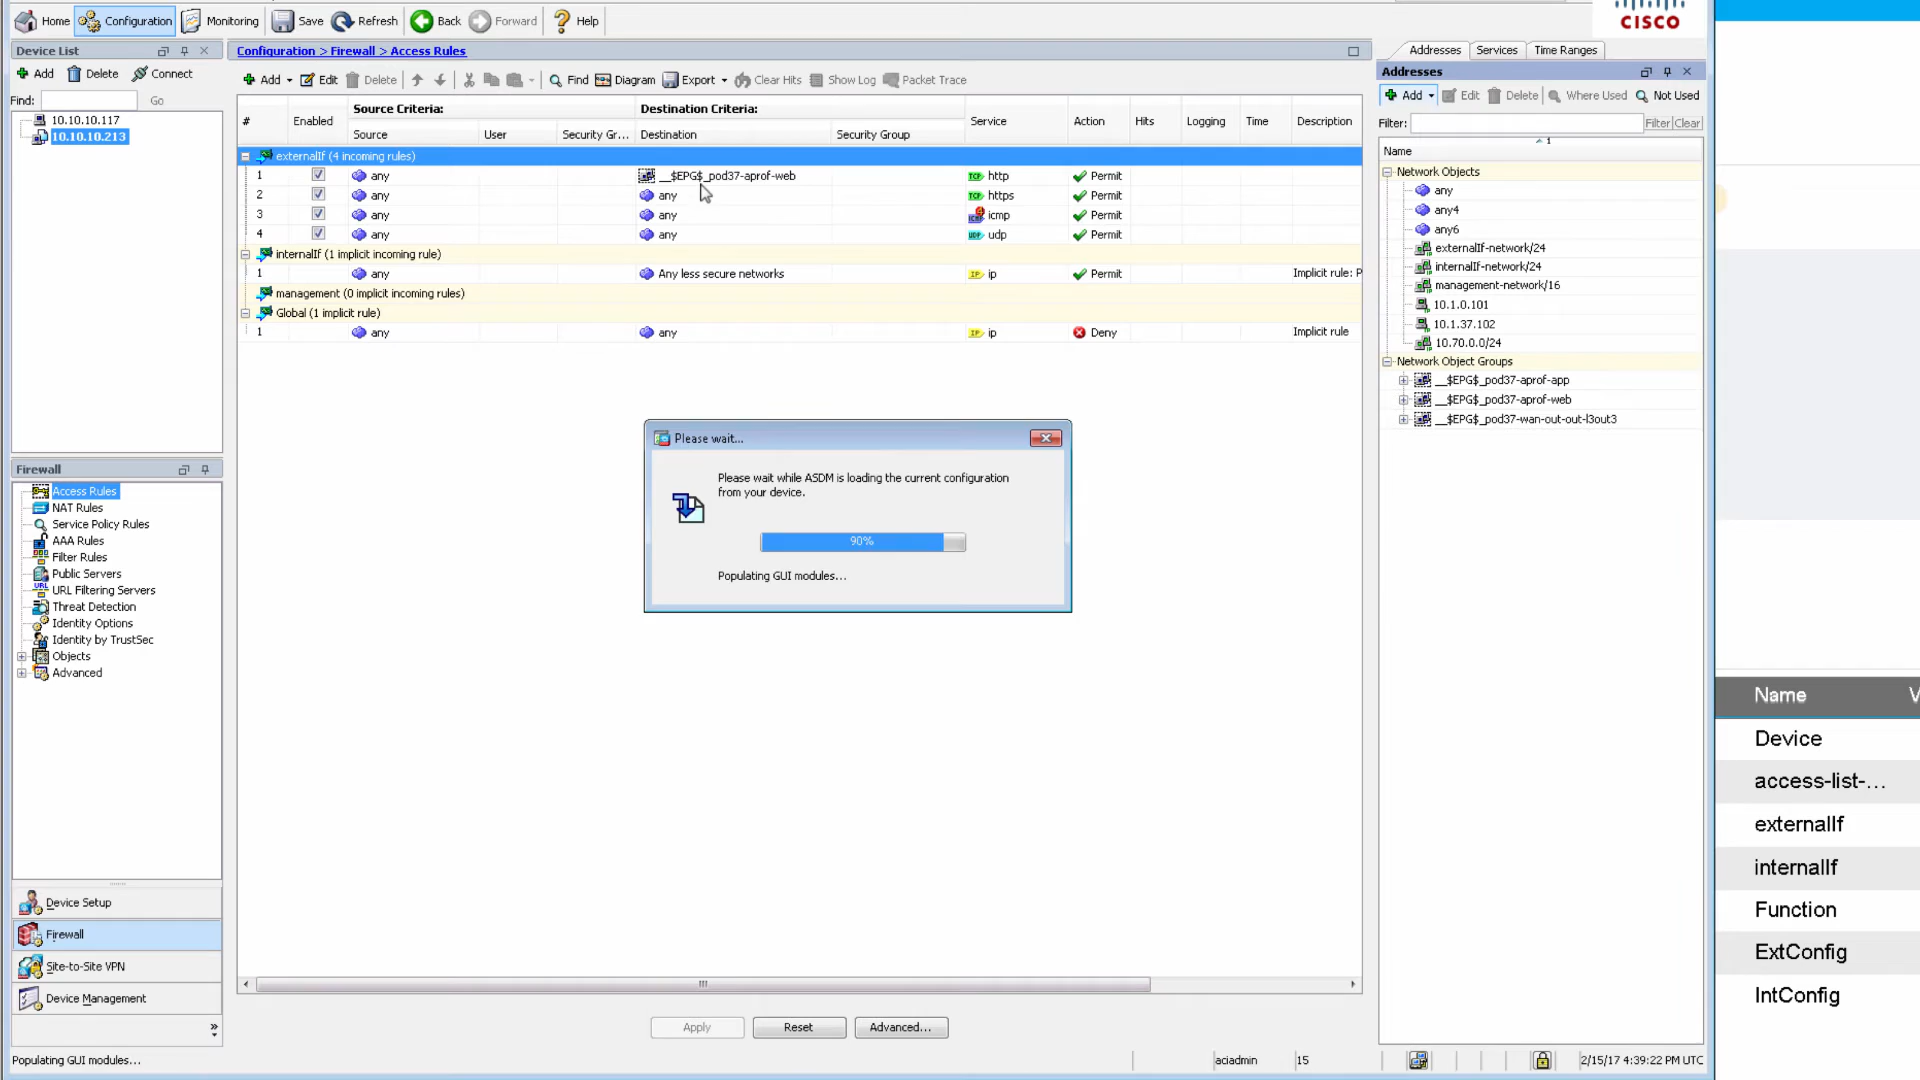 Home Configuration Monitoring Save Refresh Back Forward Help
CISCO
Device List
Add Delete Connect
Find: Go
10.10.10.117
10.10.10.213
Configuration > Firewall > Access Rules
Add Edit Delete Find Diagram Export Clear Hits Show Log Packet Trace
# Enabled Source Criteria: Destination Criteria: Service Action Hits Logging Time Description
Source User Security Gr... Destination Security Group
externalIf (4 incoming rules)
1 any __$EPG$_pod37-aprof-web http Permit
2 any any https Permit
3 any any icmp Permit
4 any any udp Permit
internalIf (1 implicit incoming rule)
1 any Any less secure networks ip Permit Implicit rule: P
management (0 implicit incoming rules)
Global (1 implicit rule)
1 any any ip Deny Implicit rule
Please wait...
Please wait while ASDM is loading the current configuration
from your device.
90%
Populating GUI modules...
Firewall
Access Rules
NAT Rules
Service Policy Rules
AAA Rules
Filter Rules
Public Servers
URL Filtering Servers
Threat Detection
Identity Options
Identity by TrustSec
Objects
Advanced
Device Setup
Firewall
Site-to-Site VPN
Device Management
Apply Reset Advanced...
Addresses Services Time Ranges
Addresses
Add Edit Delete Where Used Not Used
Filter: Filter Clear
1
Name
Network Objects
any
any4
any6
externalIf-network/24
internalIf-network/24
management-network/16
10.1.0.101
10.1.37.102
10.70.0.0/24
Network Object Groups
__$EPG$_pod37-aprof-app
__$EPG$_pod37-aprof-web
__$EPG$_pod37-wan-out-out-l3out3
Name V
Device
access-list-...
externalIf
internalIf
Function
ExtConfig
IntConfig
Populating GUI modules... aciadmin 15 2/15/17 4:39:22 PM UTC